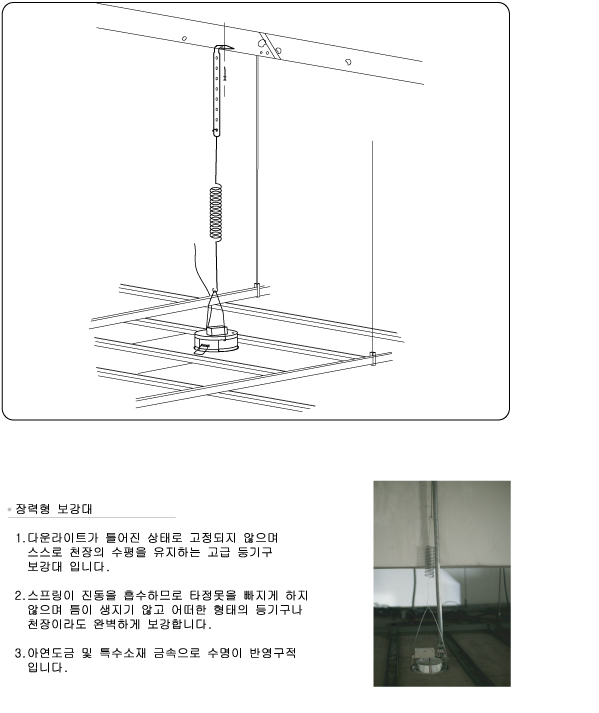 장력형 보강대
1.다운라이트가 틀어진 상태로 고정되지 않으며
스스로 천장의 수평을 유지하는 고급 등기구
보강대 입니다.
2.스프링이 진동을 흡수하므로 타정못을 빠지게 하지
않으며 틈이 생지기 않고 어떠한 형태의 등기구나
천장이라도 완벽하게 보강합니다.
3.아연도금 및 특수소재 금속으로 수명이 반영구적
입니다.